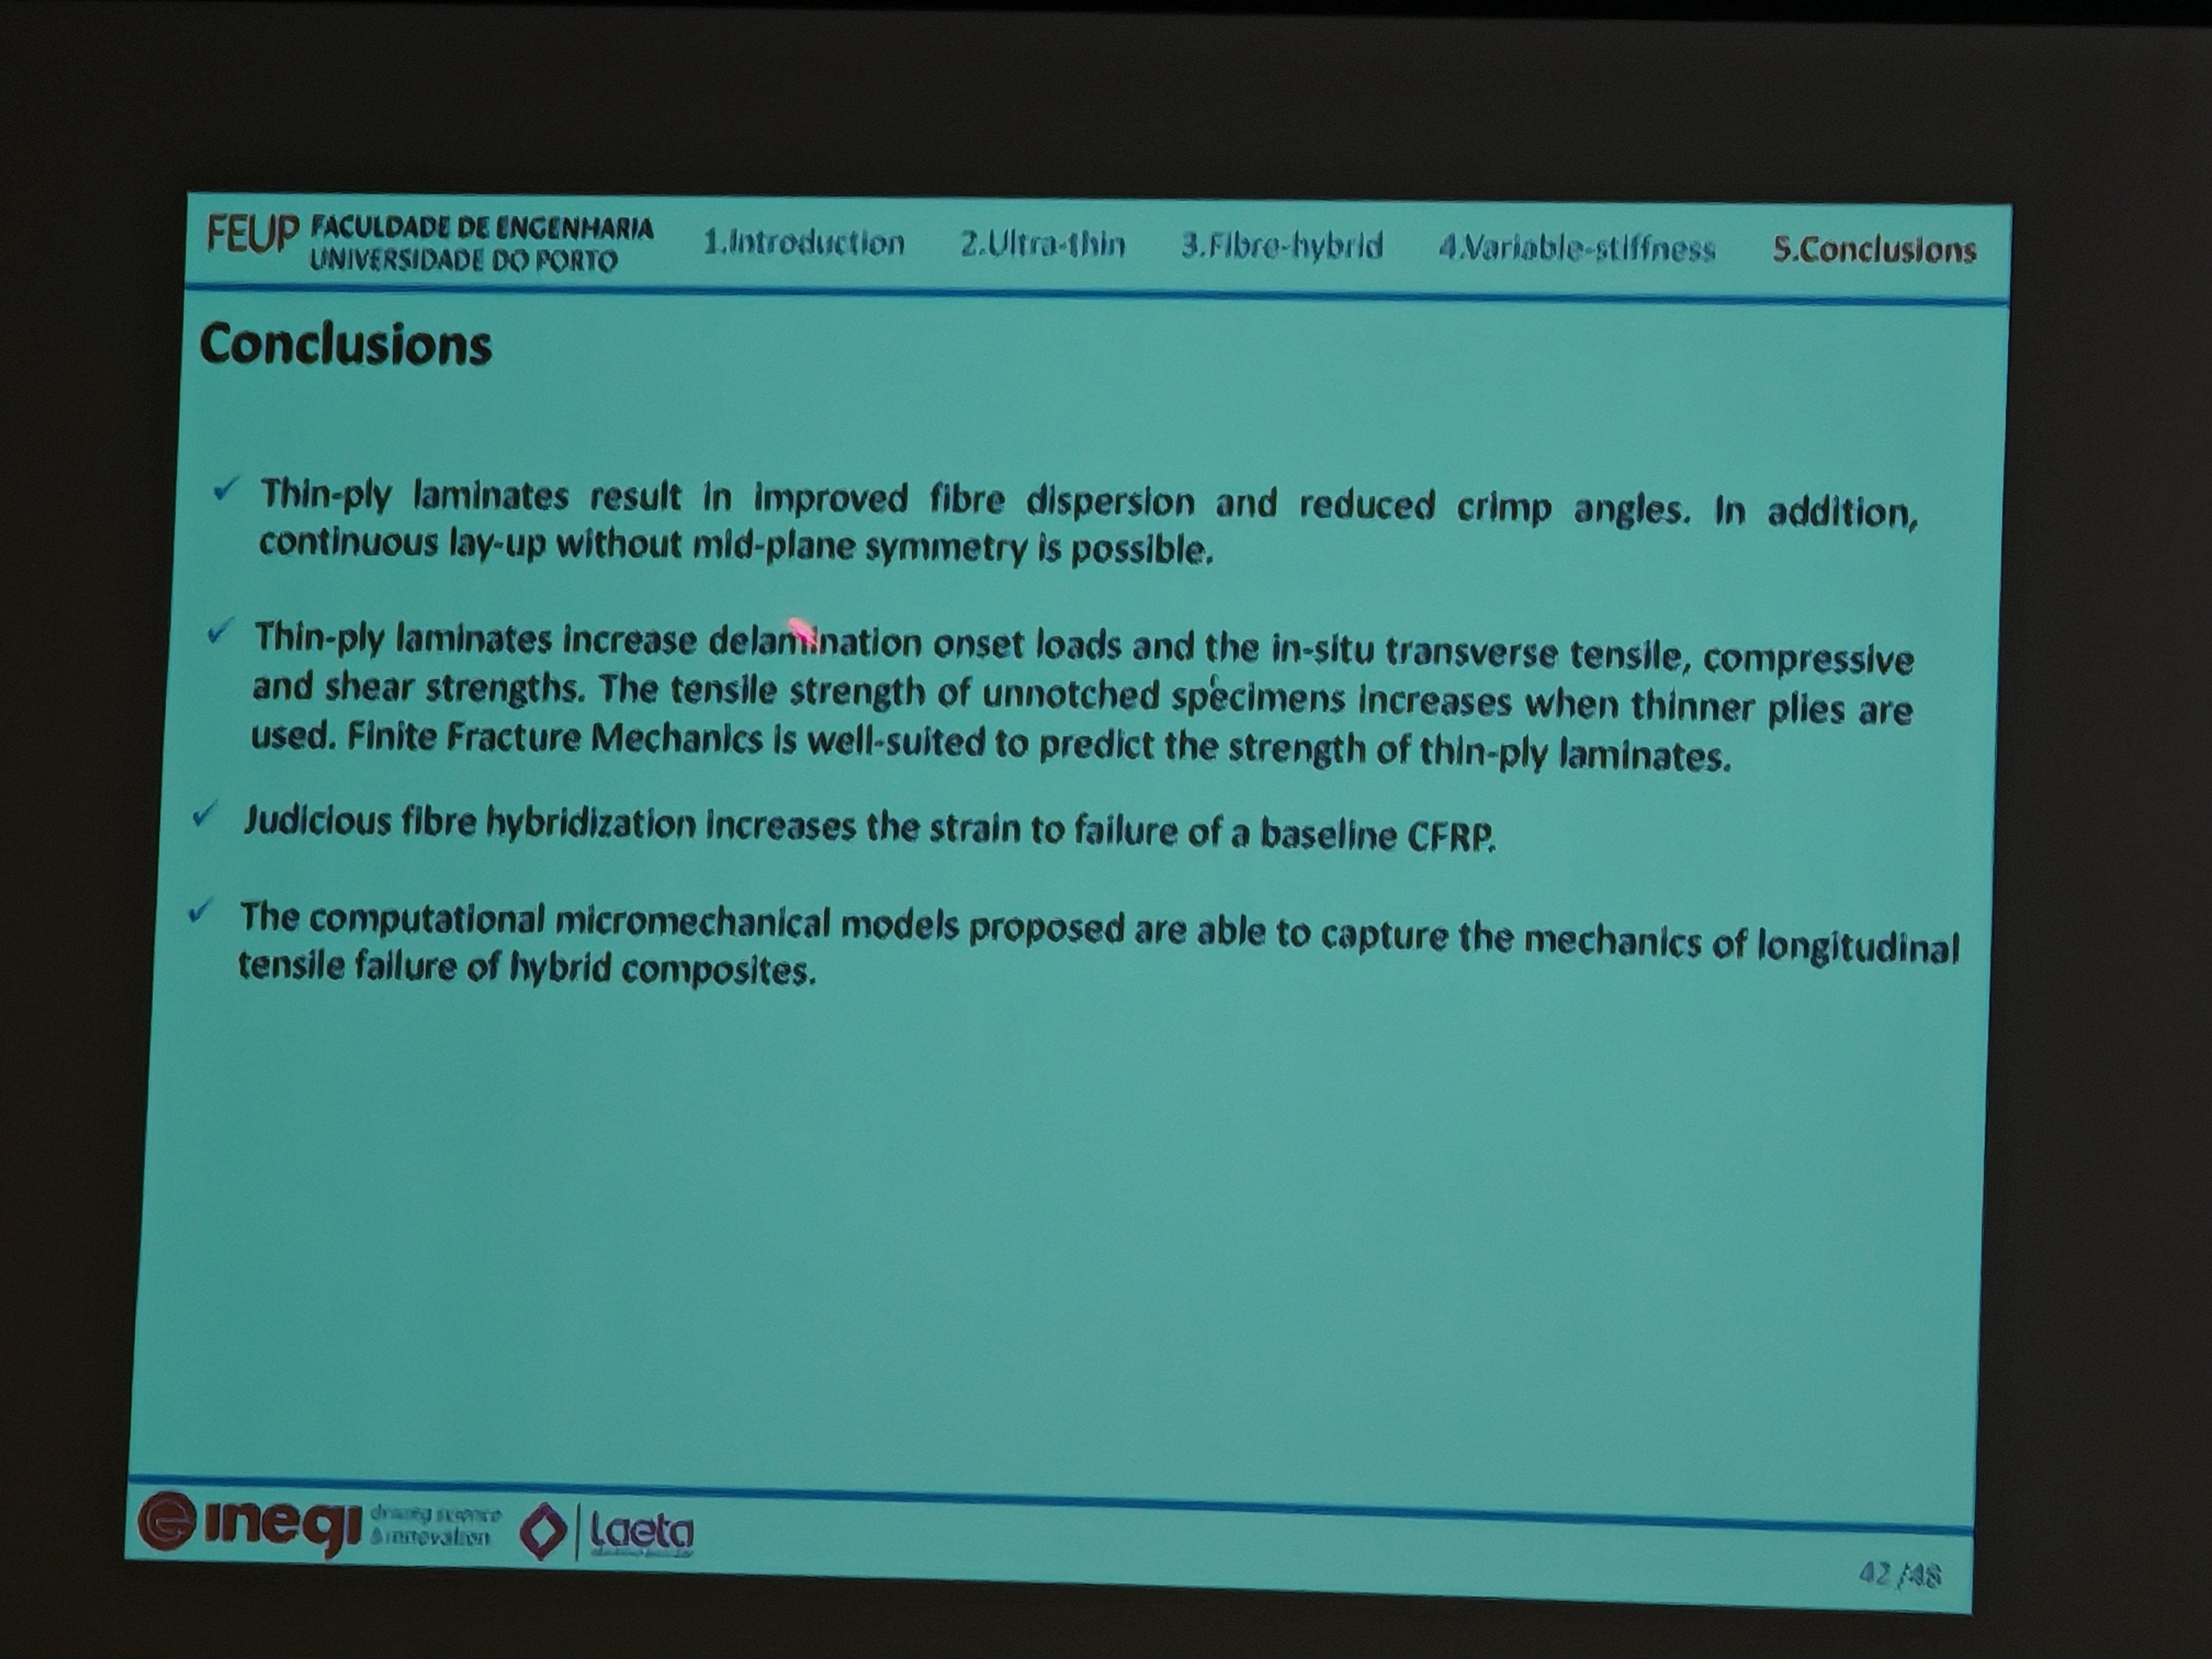 FEUP FACULDADE DE ENGENHARIA
UNIVERSIDADE DO PORTO
1.Introduction 2.Ultra-thin 3.Fibre-hybrid 4.Variable-stiffness 5.Conclusions
Conclusions
✓ Thin-ply laminates result in improved fibre dispersion and reduced crimp angles. In addition,
continuous lay-up without mid-plane symmetry is possible.
✓ Thin-ply laminates increase delamination onset loads and the in-situ transverse tensile, compressive
and shear strengths. The tensile strength of unnotched specimens increases when thinner plies are
used. Finite Fracture Mechanics is well-suited to predict the strength of thin-ply laminates.
✓ Judicious fibre hybridization increases the strain to failure of a baseline CFRP.
✓ The computational micromechanical models proposed are able to capture the mechanics of longitudinal
tensile failure of hybrid composites.
inegi driving science
& innovation
laeta
42 /48